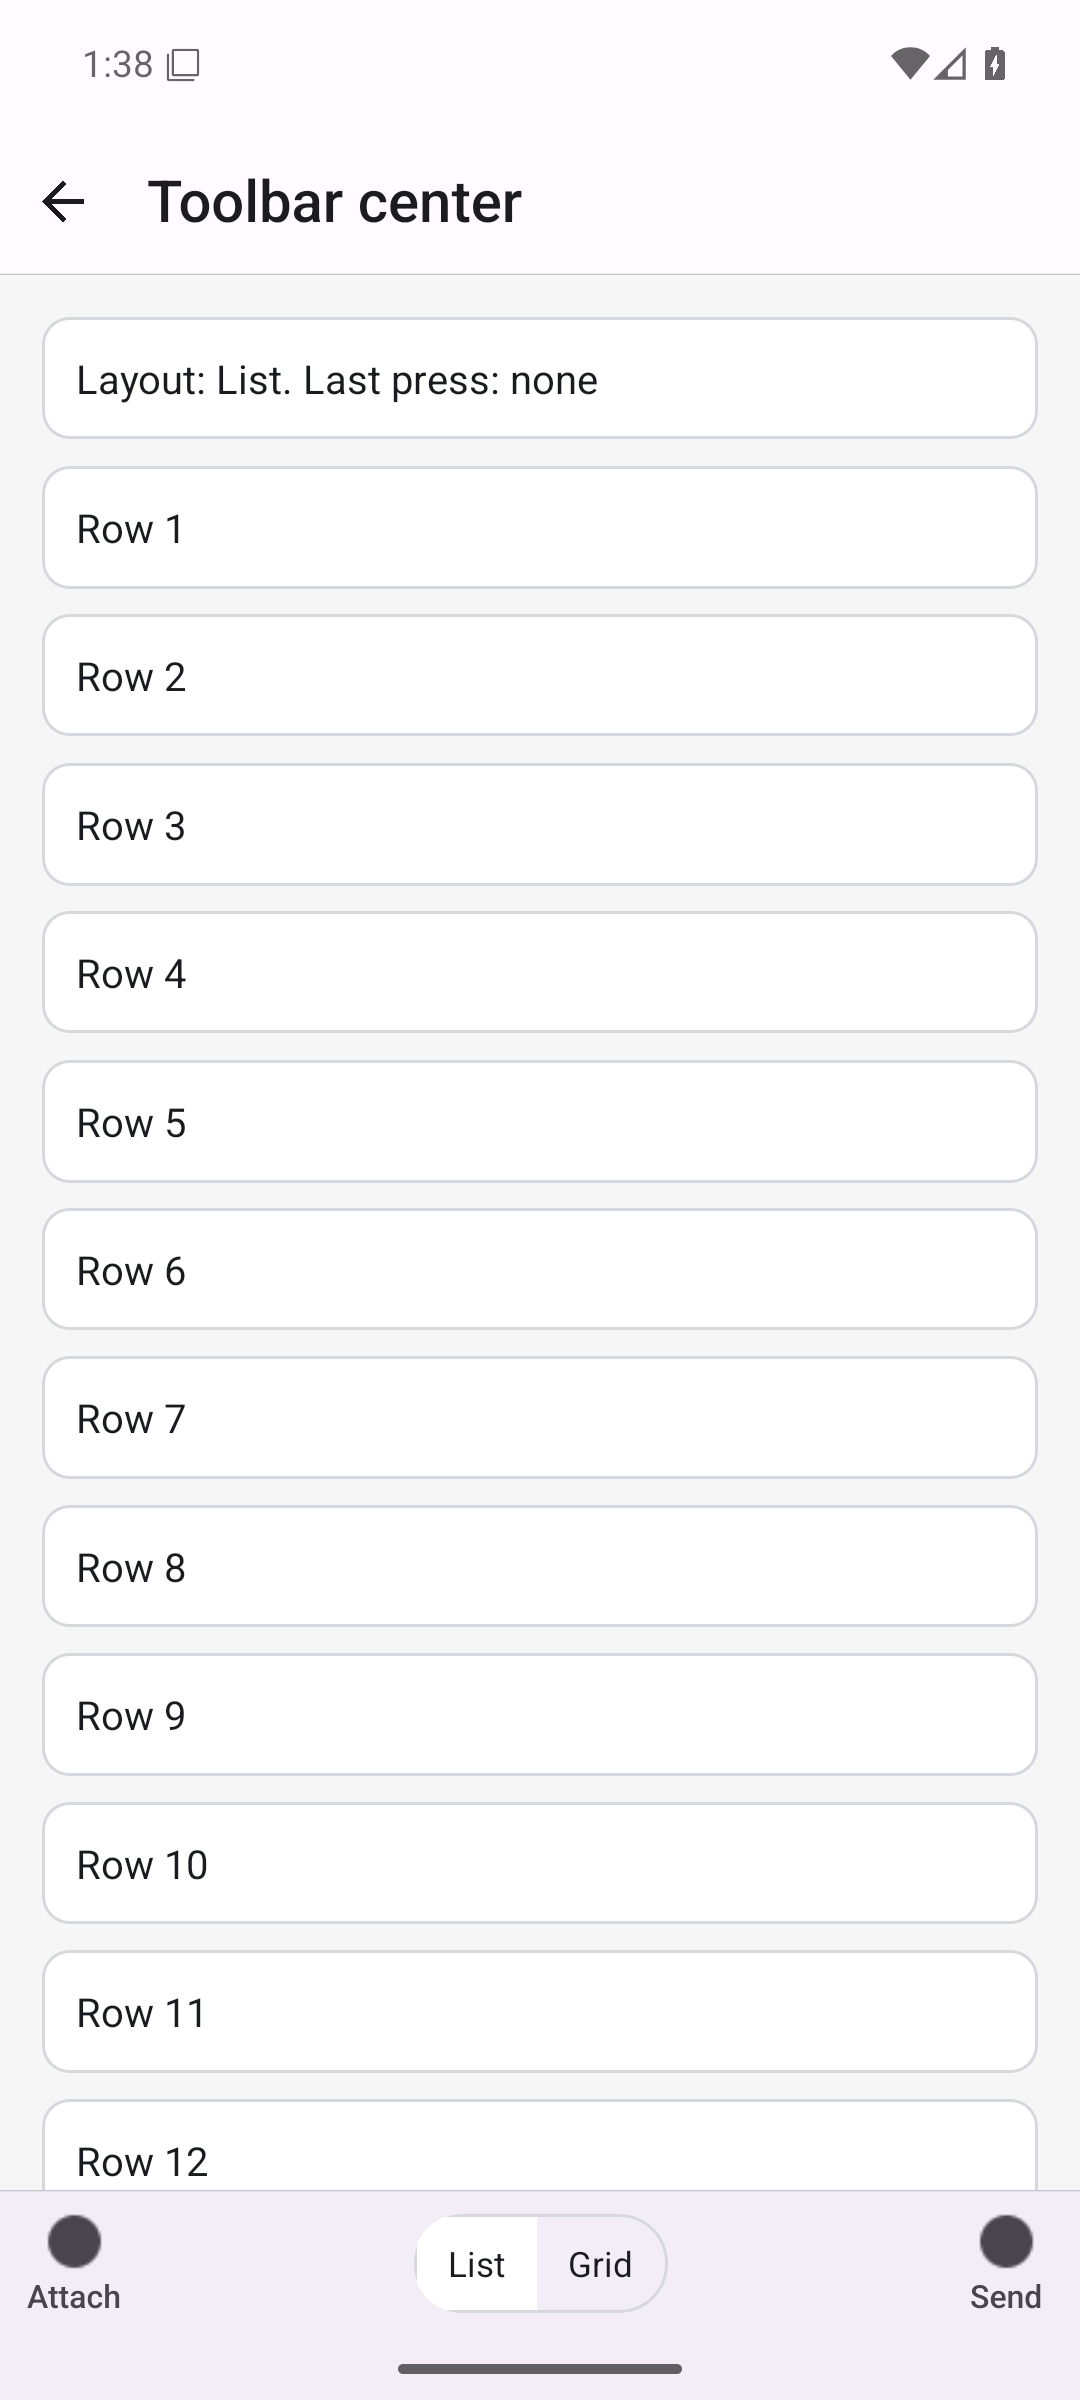 1:38
Toolbar center
Layout: List. Last press: none
Row 1
Row 2
Row 3
Row 4
Row 5
Row 6
Row 7
Row 8
Row 9
Row 10
Row 11
Row 12
Attach
List
Grid
Send